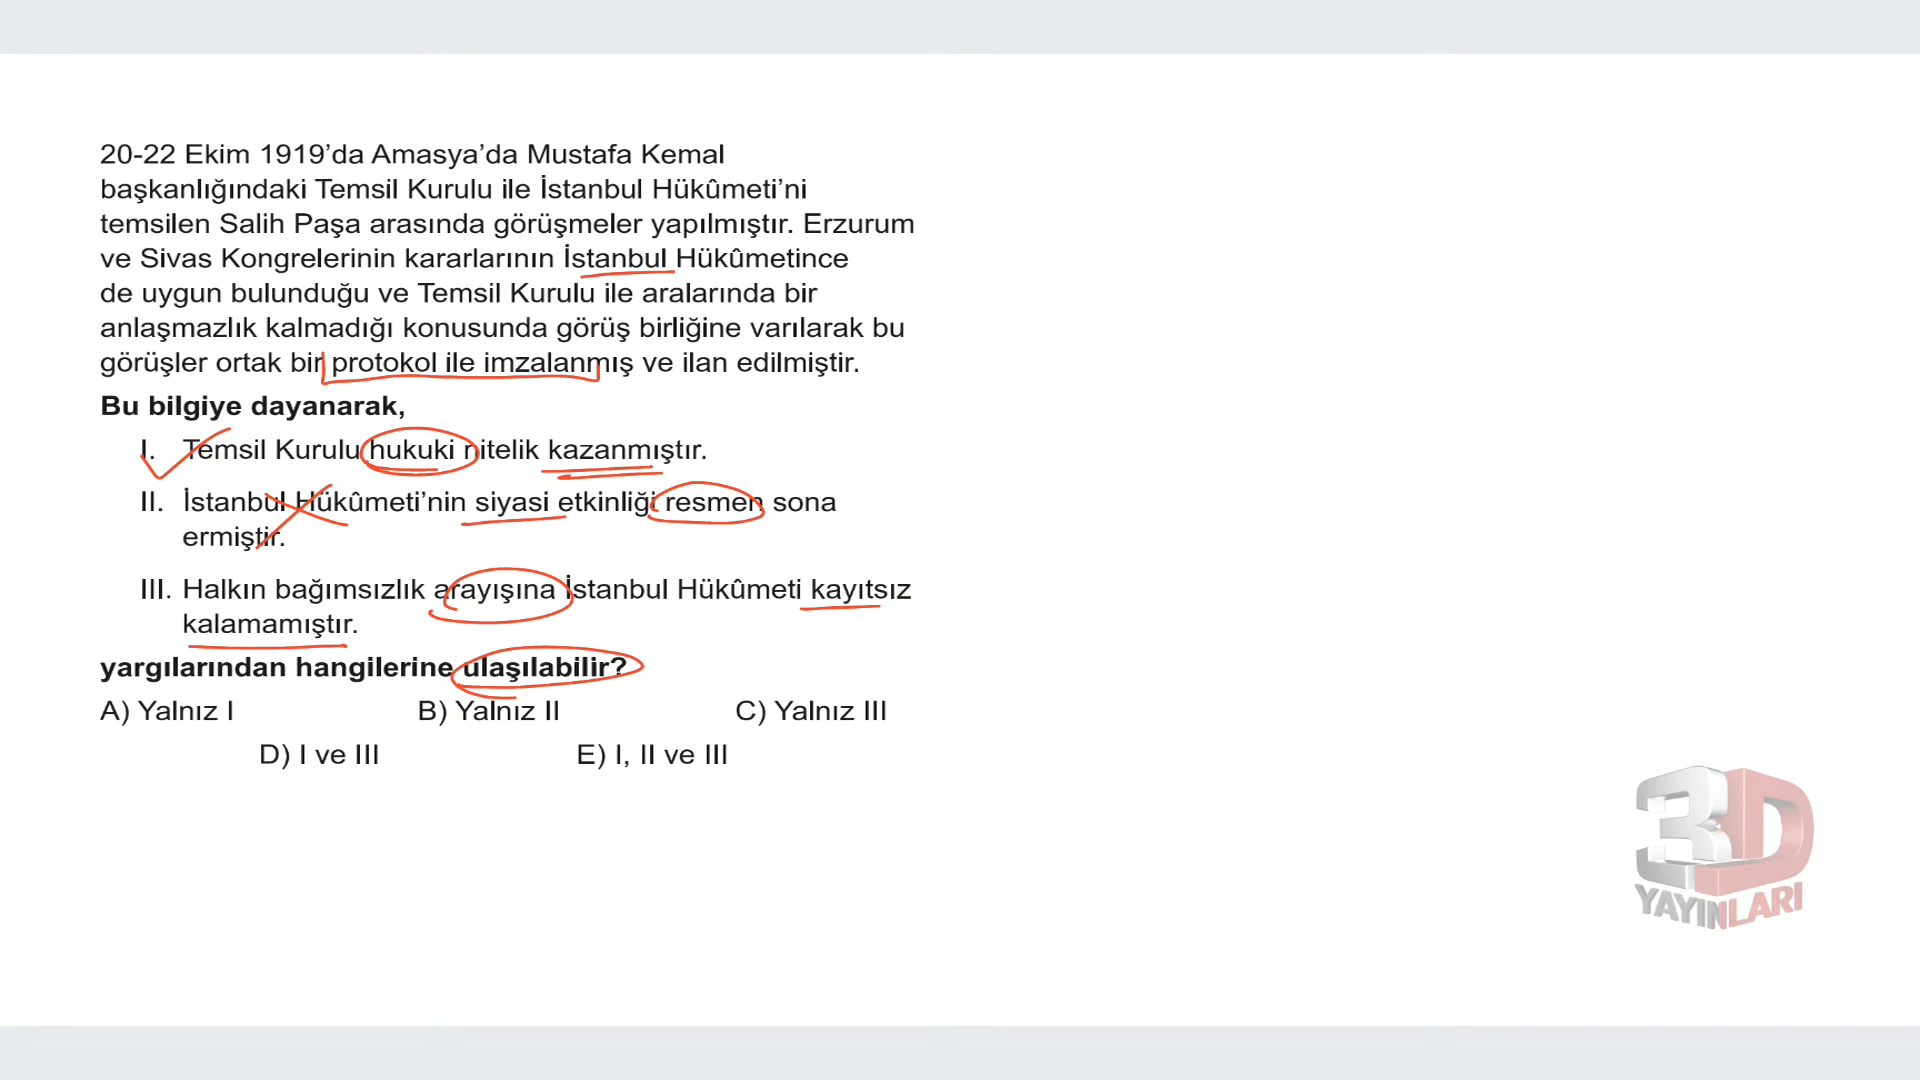 20-22 Ekim 1919’da Amasya’da Mustafa Kemal
başkanlığındaki Temsil Kurulu ile İstanbul Hükûmeti’ni
temsilen Salih Paşa arasında görüşmeler yapılmıştır. Erzurum
ve Sivas Kongrelerinin kararlarının İstanbul Hükûmetince
de uygun bulunduğu ve Temsil Kurulu ile aralarında bir
anlaşmazlık kalmadığı konusunda görüş birliğine varılarak bu
görüşler ortak bir protokol ile imzalanmış ve ilan edilmiştir.
Bu bilgiye dayanarak,
I. Temsil Kurulu hukuki nitelik kazanmıştır.
II. İstanbul Hükûmeti’nin siyasi etkinliği resmen sona
ermiştir.
III. Halkın bağımsızlık arayışına İstanbul Hükûmeti kayıtsız
kalamamıştır.
yargılarından hangilerine ulaşılabilir?
A) Yalnız I B) Yalnız II C) Yalnız III
D) I ve III E) I, II ve III
3D
YAYINLARI